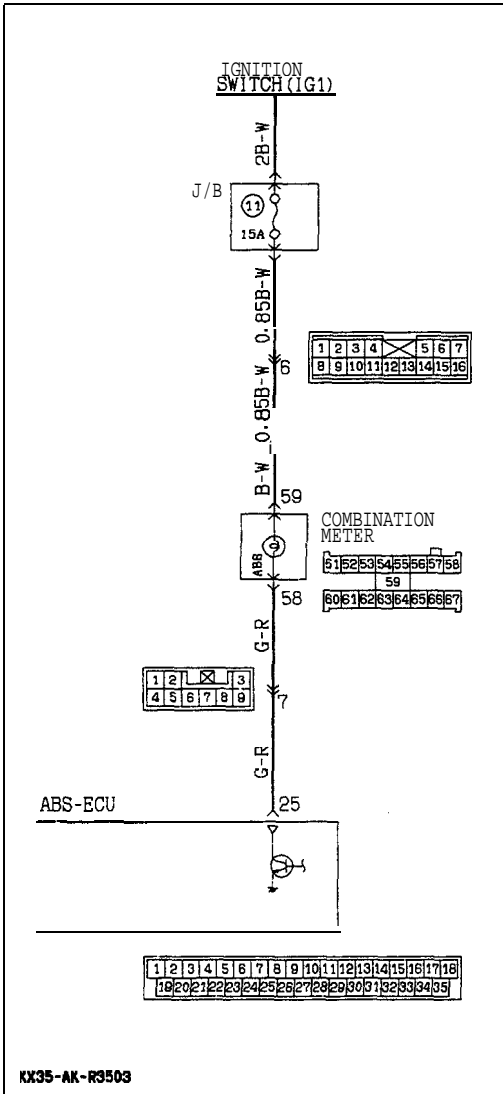 IGNITION
SWITCH(IG1)
2B-W
J/B
11
15A
0.85B-W
6
1 2 3 4 5 6 7
8 9 10 11 12 13 14 15 16
0.85B-W
B-W
59
COMBINATION
METER
ABB
51 52 53 54 55 56 57 58
59
60 61 62 63 64 65 66 67
58
G-R
1 2 3
4 5 6 7 8 9
7
G-R
25
ABS-ECU
1 2 3 4 5 6 7 8 9 10 11 12 13 14 15 16 17 18
19 20 21 22 23 24 25 26 27 28 29 30 31 32 33 34 35
KX35-AK-R3503